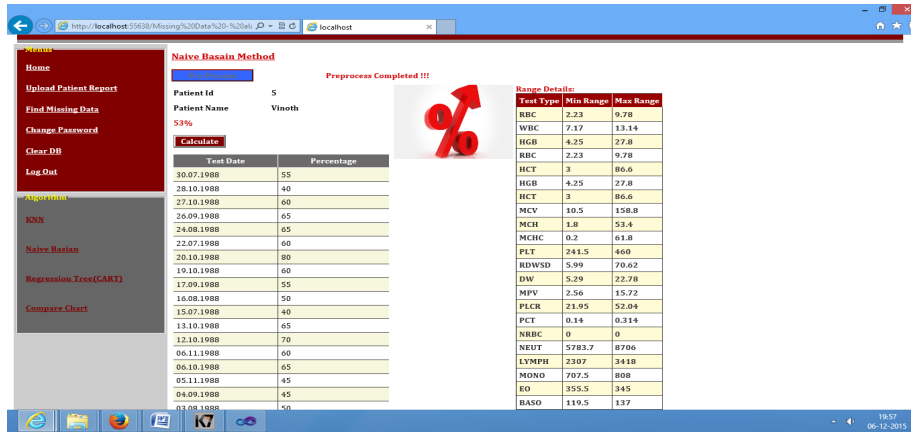 http://localhost:55638/Missing%20Data%20-%20ali
localhost
Menus
Home
Upload Patient Report
Find Missing Data
Change Password
Clear DB
Log Out
Algorithm
KNN
Naive Basian
Regression Tree(CART)
Compare Chart
Naive Basain Method
Preprocess Completed !!!
Patient Id 5
Patient Name Vinoth
53%
Calculate
Test Date Percentage
30.07.1988 55
28.10.1988 40
27.10.1988 60
26.09.1988 65
24.08.1988 65
22.07.1988 60
20.10.1988 80
19.10.1988 60
17.09.1988 55
16.08.1988 50
15.07.1988 40
13.10.1988 65
12.10.1988 70
06.11.1988 60
06.10.1988 65
05.11.1988 45
04.09.1988 45
03.08.1988 50
%
Range Details:
Test Type Min Range Max Range
RBC 2.23 9.78
WBC 7.17 13.14
HGB 4.25 27.8
RBC 2.23 9.78
HCT 3 86.6
HGB 4.25 27.8
HCT 3 86.6
MCV 10.5 158.8
MCH 1.8 53.4
MCHC 0.2 61.8
PLT 241.5 460
RDWSD 5.99 70.62
DW 5.29 22.78
MPV 2.56 15.72
PLCR 21.95 52.04
PCT 0.14 0.314
NRBC 0 0
NEUT 5783.7 8706
LYMPH 2307 3418
MONO 707.5 808
EO 355.5 345
BASO 119.5 137
K7
19:57
06-12-2015